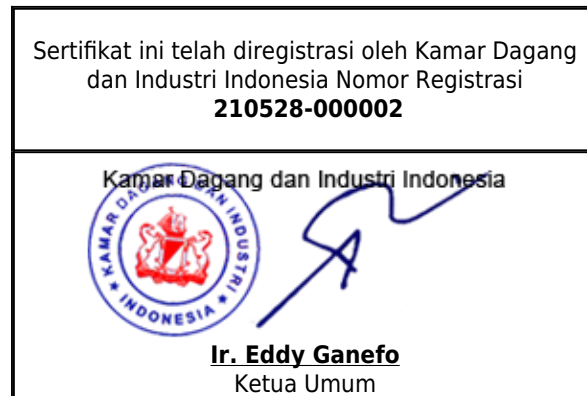 Sertifikat ini telah diregistrasi oleh Kamar Dagang
dan Industri Indonesia Nomor Registrasi
210528-000002
Kamar Dagang dan Industri Indonesia
KAMAR DAGANG DAN INDUSTRI
INDONESIA
Ir. Eddy Ganefo
Ketua Umum